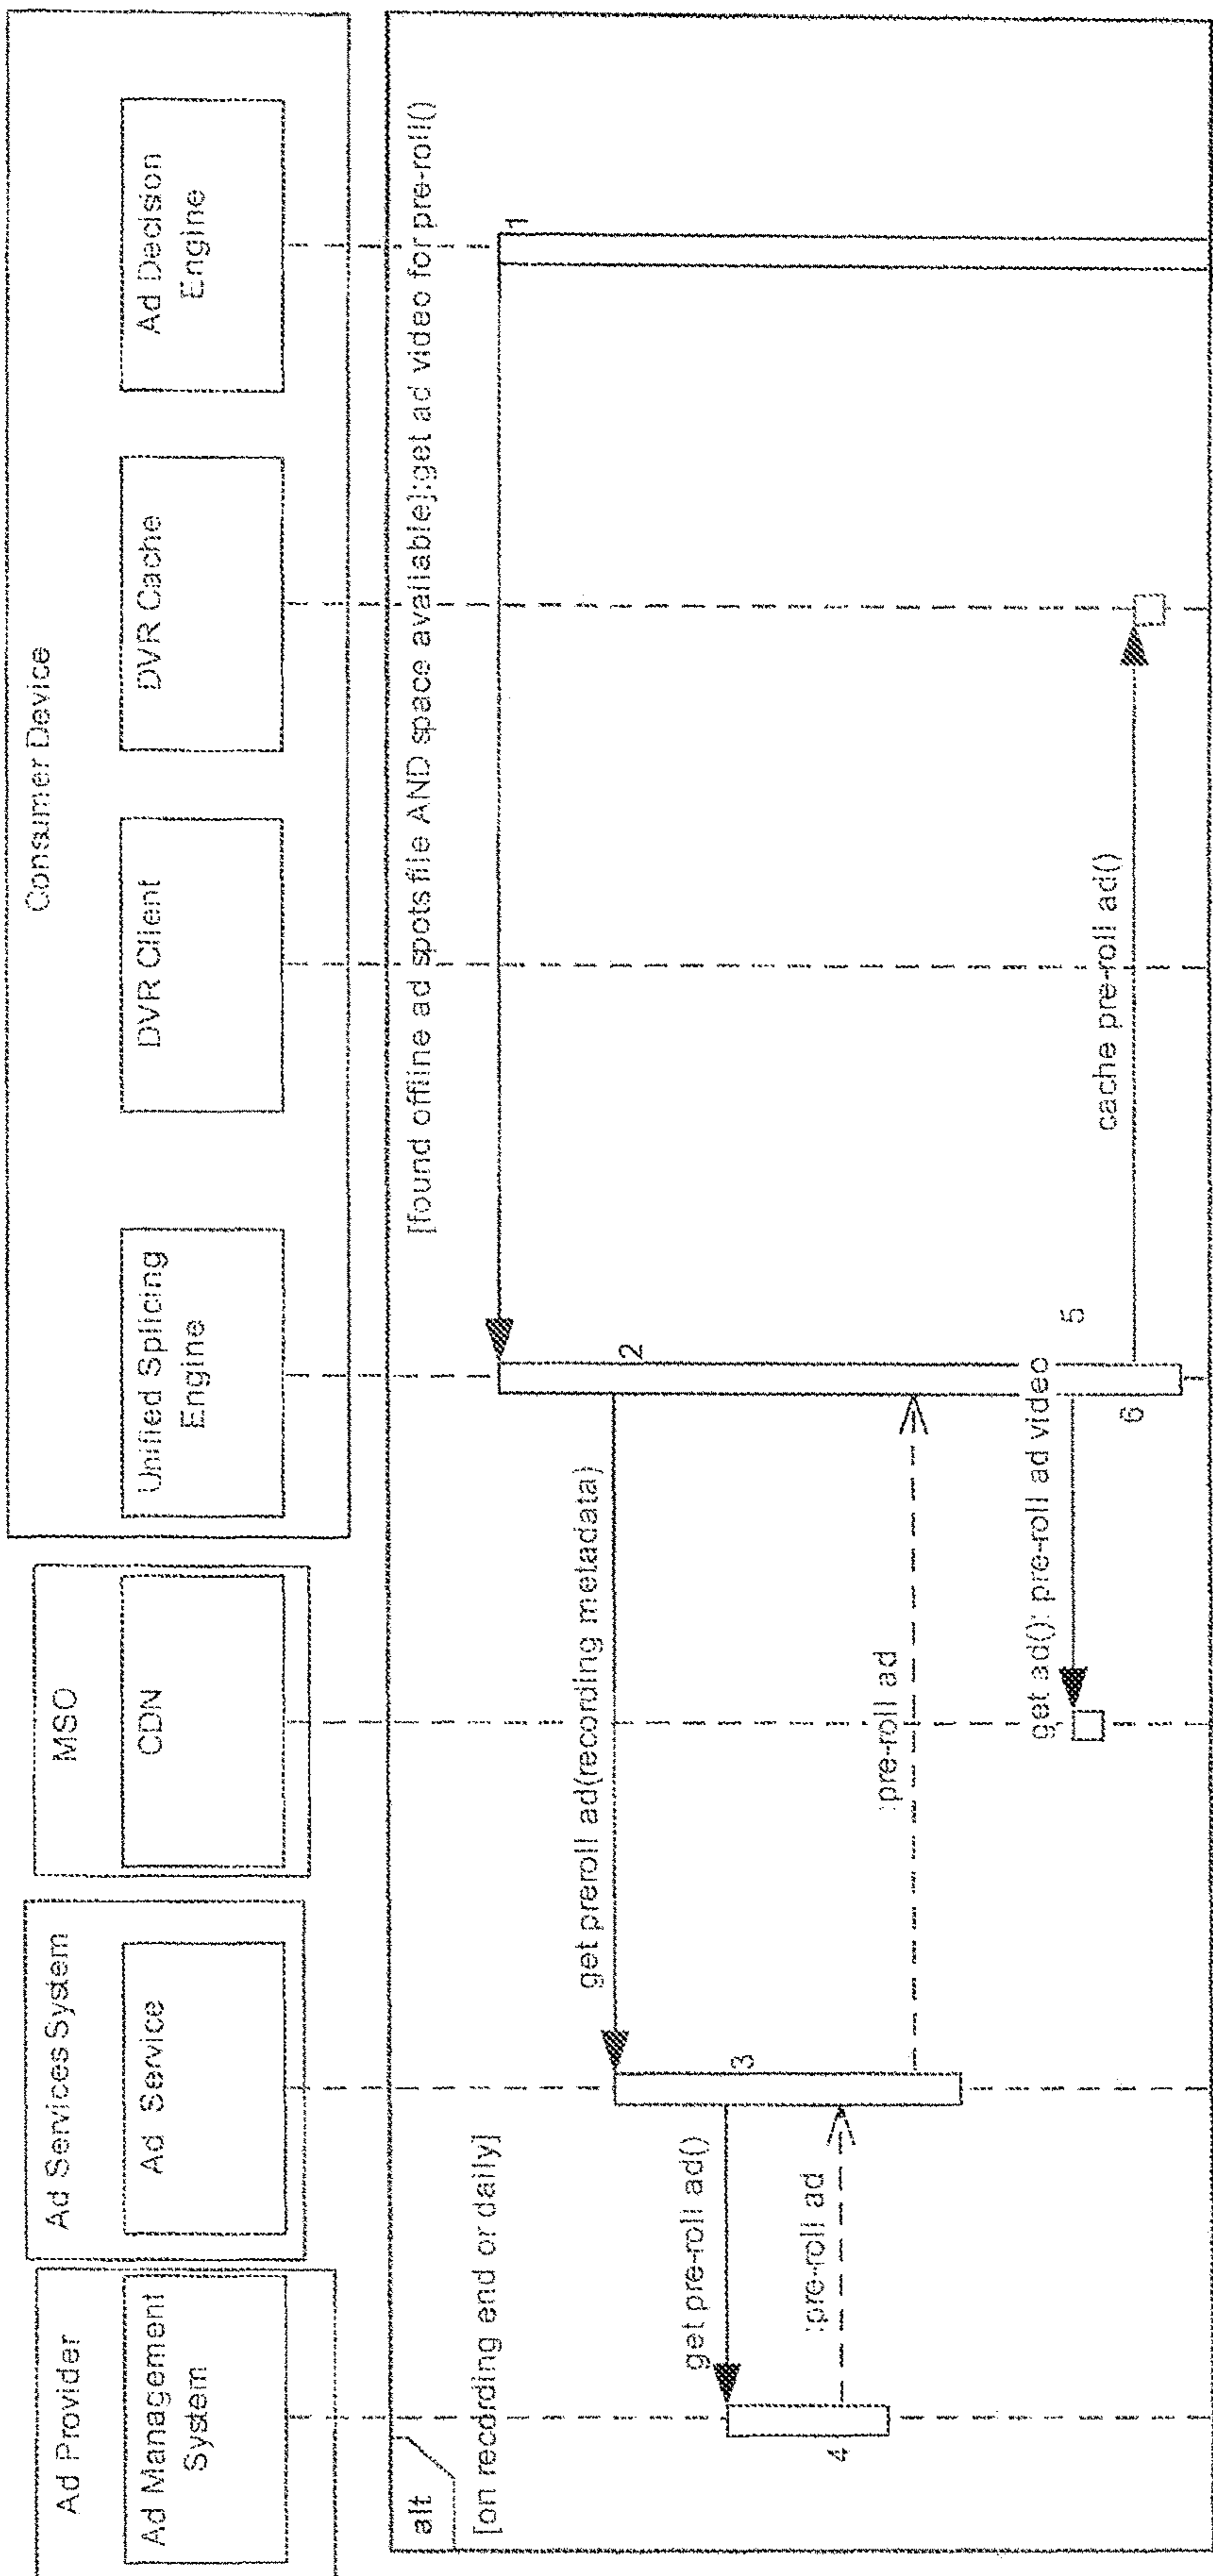 Ad Provider
Ad Management
System
Ad Services System
Ad Service
MSO
CDN
Consumer Device
Unified Splicing
Engine
DVR Client
DVR Cache
Ad Decision
Engine
alt
[on recording end or daily]
[found offline ad spots file AND space available]:get ad video for pre-roll()
1
2
get preroll ad(recording metadata)
3
get pre-roll ad()
4
:pre-roll ad
:pre-roll ad
get ad(): pre-roll ad video
5
6
cache pre-roll ad()